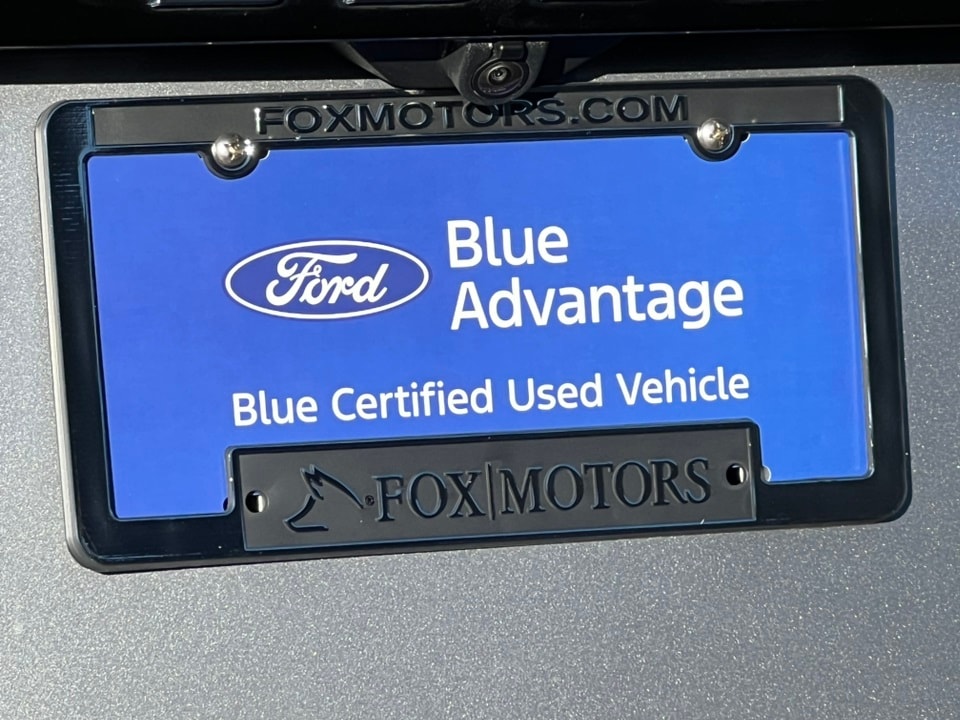 FOXMOTORS.COM
Ford
Blue
Advantage
Blue Certified Used Vehicle
® FOX|MOTORS